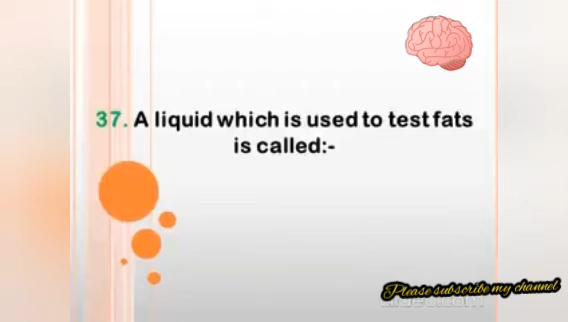 37. A liquid which is used to test fats
is called:-
Please subscribe my channel